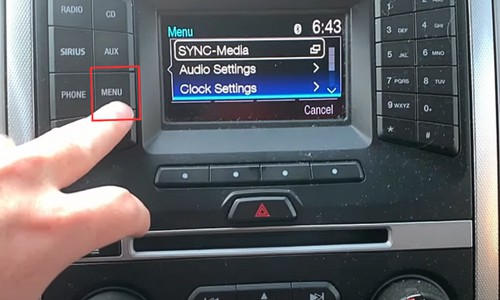 RADIO
CD
SIRIUS
AUX
PHONE
MENU
Menu
6:43
SYNC-Media
Audio Settings
Clock Settings
Cancel
1
2 ABC
3 DEF
4 GHI
5 JKL
6 MNO
7 PQRS
8 TUV
9 WXYZ
0+
*
#